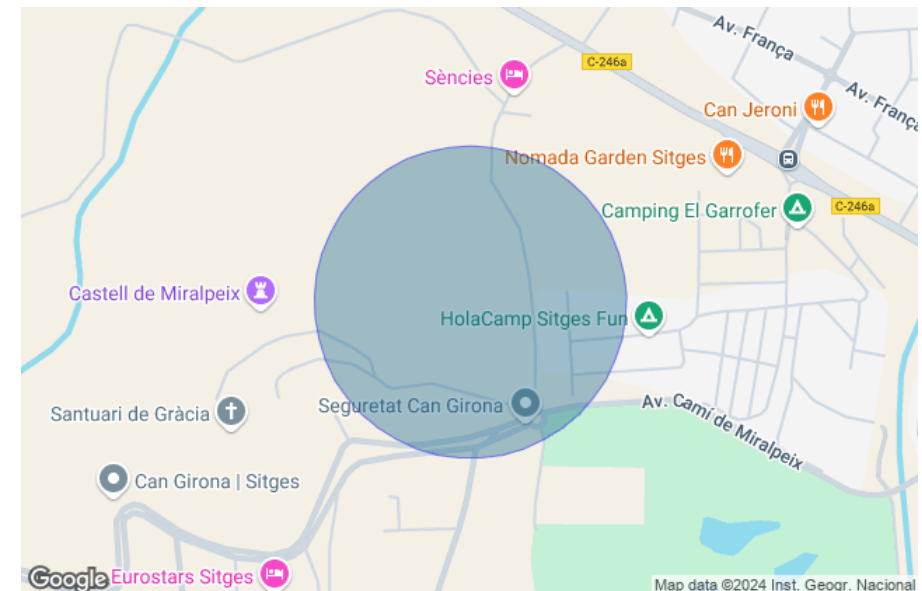 Av. França
C-246a
Sències
Can Jeroni
Av. França
Nomada Garden Sitges
Camping El Garrofer
C-246a
Castell de Miralpeix
HolaCamp Sitges Fun
Seguretat Can Girona
Av. Camí de Miralpeix
Santuari de Gràcia
Can Girona | Sitges
Google
Eurostars Sitges
Map data ©2024 Inst. Geogr. Nacional